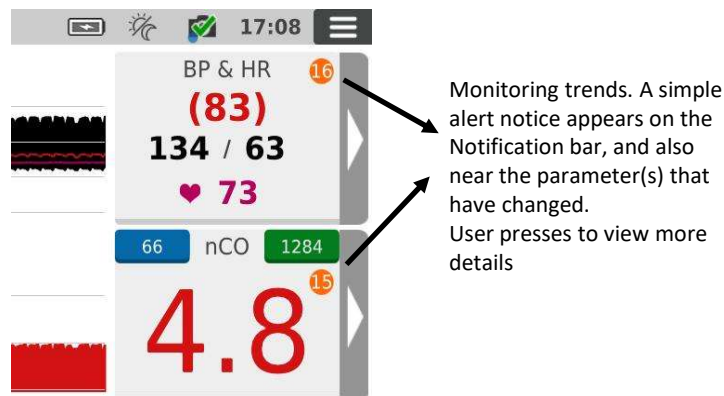 17:08
BP & HR 16
(83)
134 / 63
♥ 73
66 nCO 1284
15
4.8
Monitoring trends. A simple
alert notice appears on the
Notification bar, and also
near the parameter(s) that
have changed.
User presses to view more
details